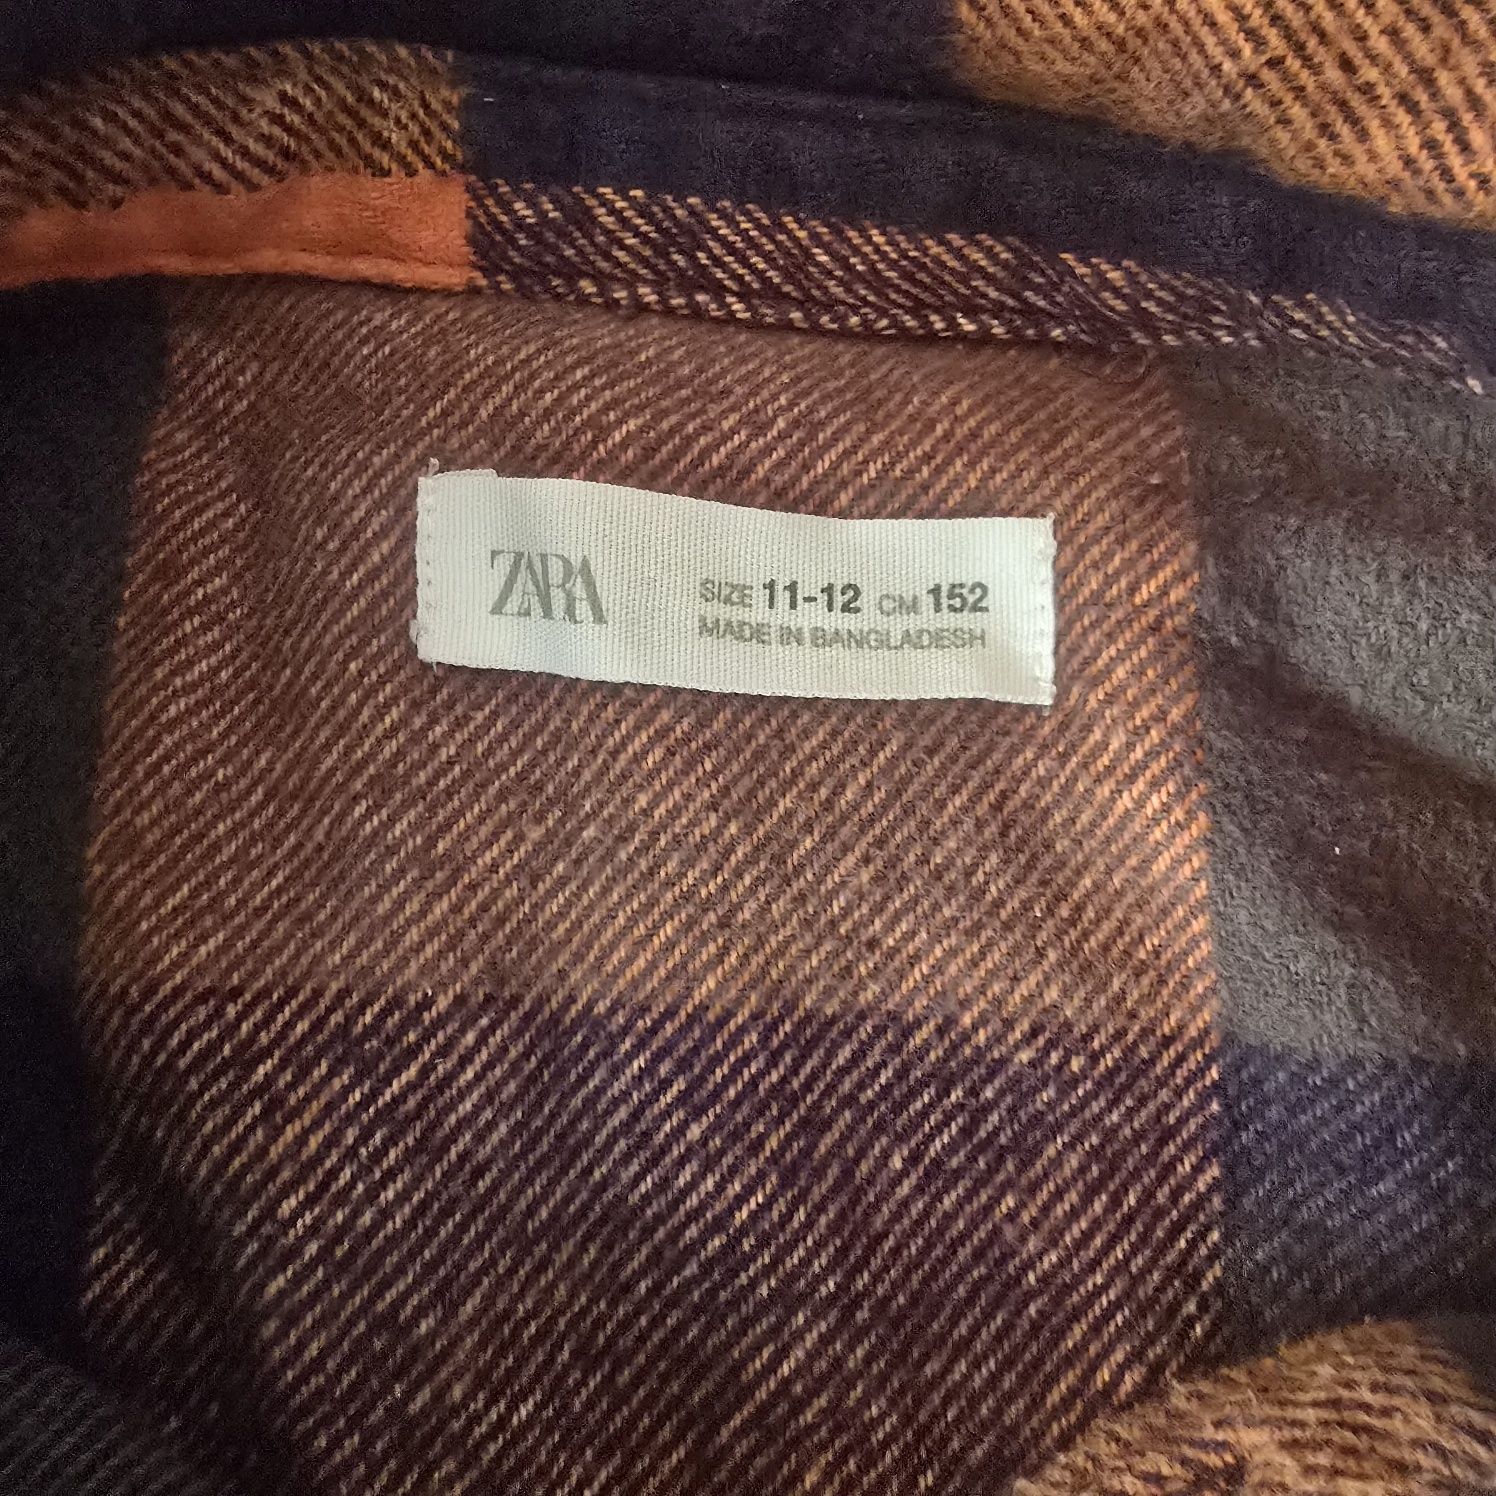 ZARA
SIZE 11-12 CM 152
MADE IN BANGLADESH